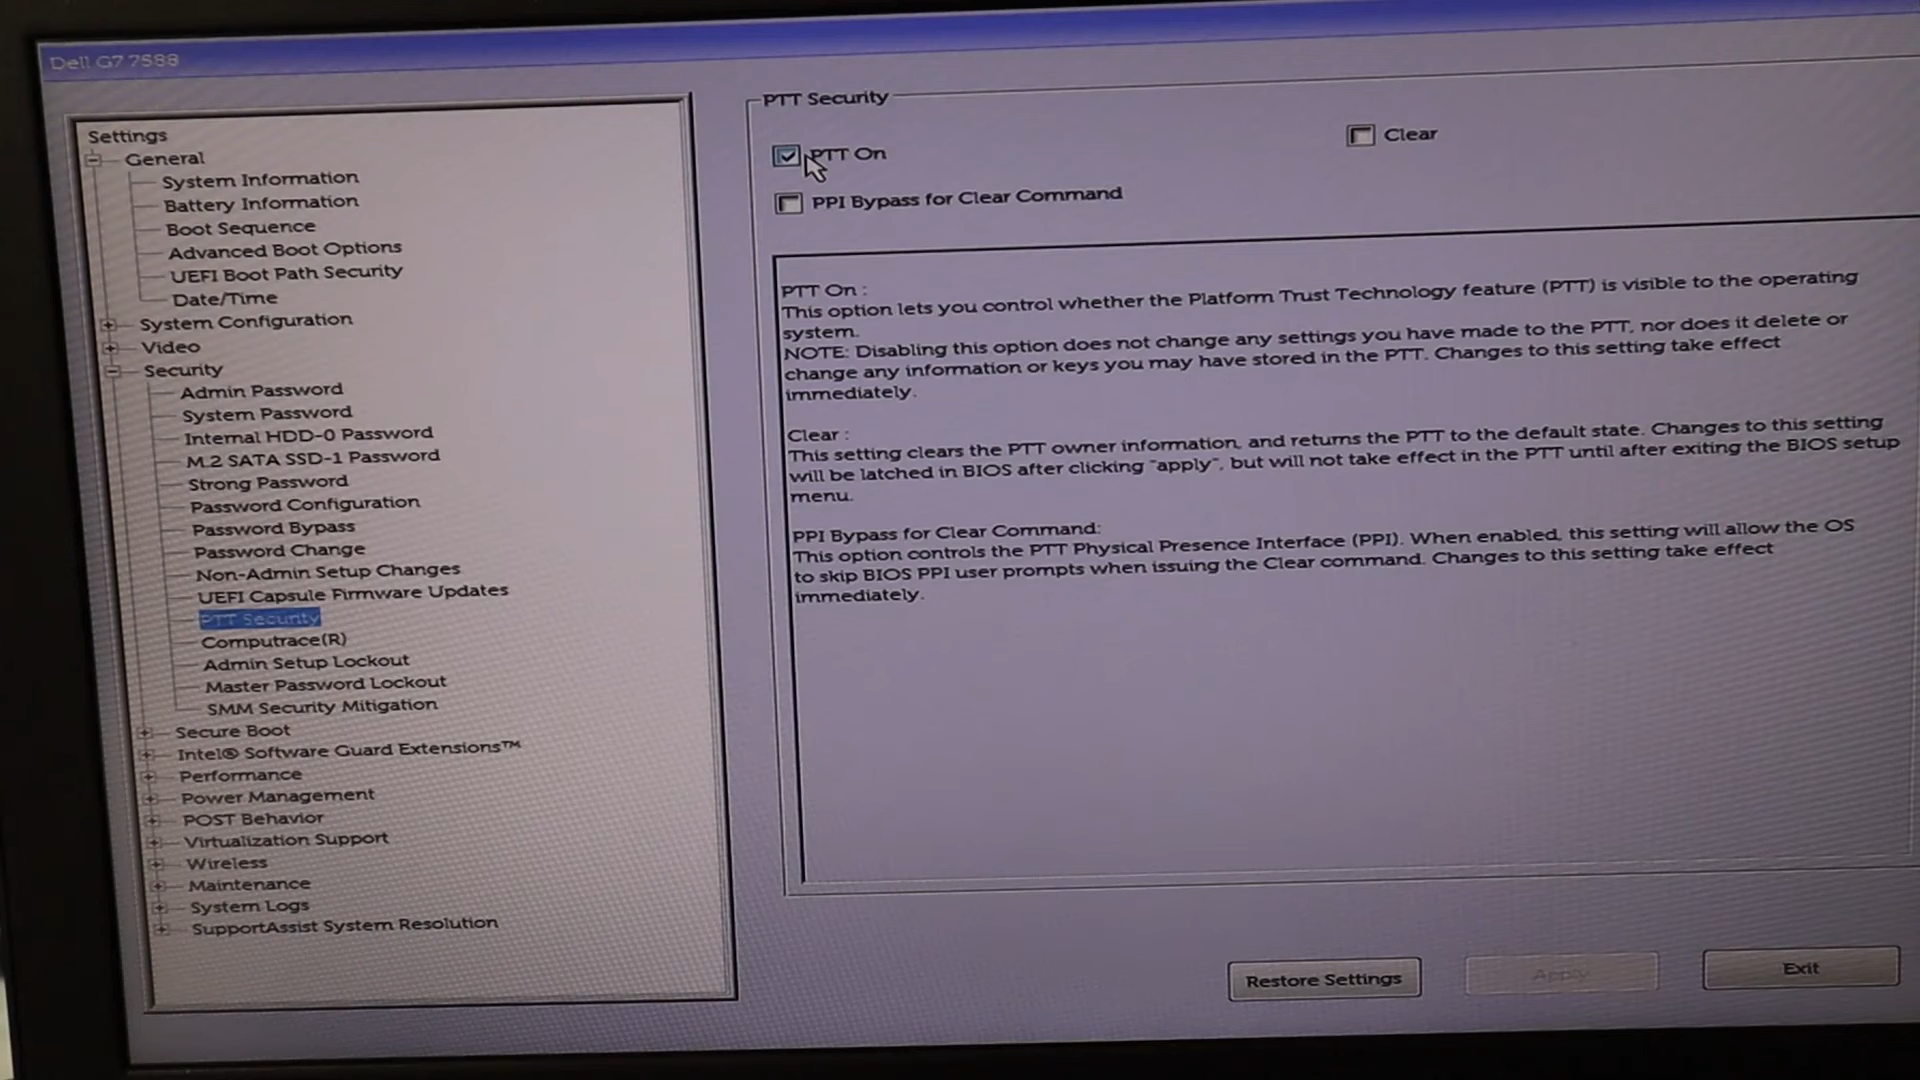 Dell G7 7588
Settings
General
System Information
Battery Information
Boot Sequence
Advanced Boot Options
UEFI Boot Path Security
Date/Time
System Configuration
Video
Security
Admin Password
System Password
Internal HDD-0 Password
M.2 SATA SSD-1 Password
Strong Password
Password Configuration
Password Bypass
Password Change
Non-Admin Setup Changes
UEFI Capsule Firmware Updates
PTT Security
Computrace(R)
Admin Setup Lockout
Master Password Lockout
SMM Security Mitigation
Secure Boot
Intel® Software Guard Extensions™
Performance
Power Management
POST Behavior
Virtualization Support
Wireless
Maintenance
System Logs
SupportAssist System Resolution
PTT Security
PTT On
Clear
PPI Bypass for Clear Command
PTT On :
This option lets you control whether the Platform Trust Technology feature (PTT) is visible to the operating
system.
NOTE: Disabling this option does not change any settings you have made to the PTT, nor does it delete or
change any information or keys you may have stored in the PTT. Changes to this setting take effect
immediately.
Clear :
This setting clears the PTT owner information, and returns the PTT to the default state. Changes to this setting
will be latched in BIOS after clicking "apply", but will not take effect in the PTT until after exiting the BIOS setup
menu.
PPI Bypass for Clear Command:
This option controls the PTT Physical Presence Interface (PPI). When enabled, this setting will allow the OS
to skip BIOS PPI user prompts when issuing the Clear command. Changes to this setting take effect
immediately.
Restore Settings
Apply
Exit